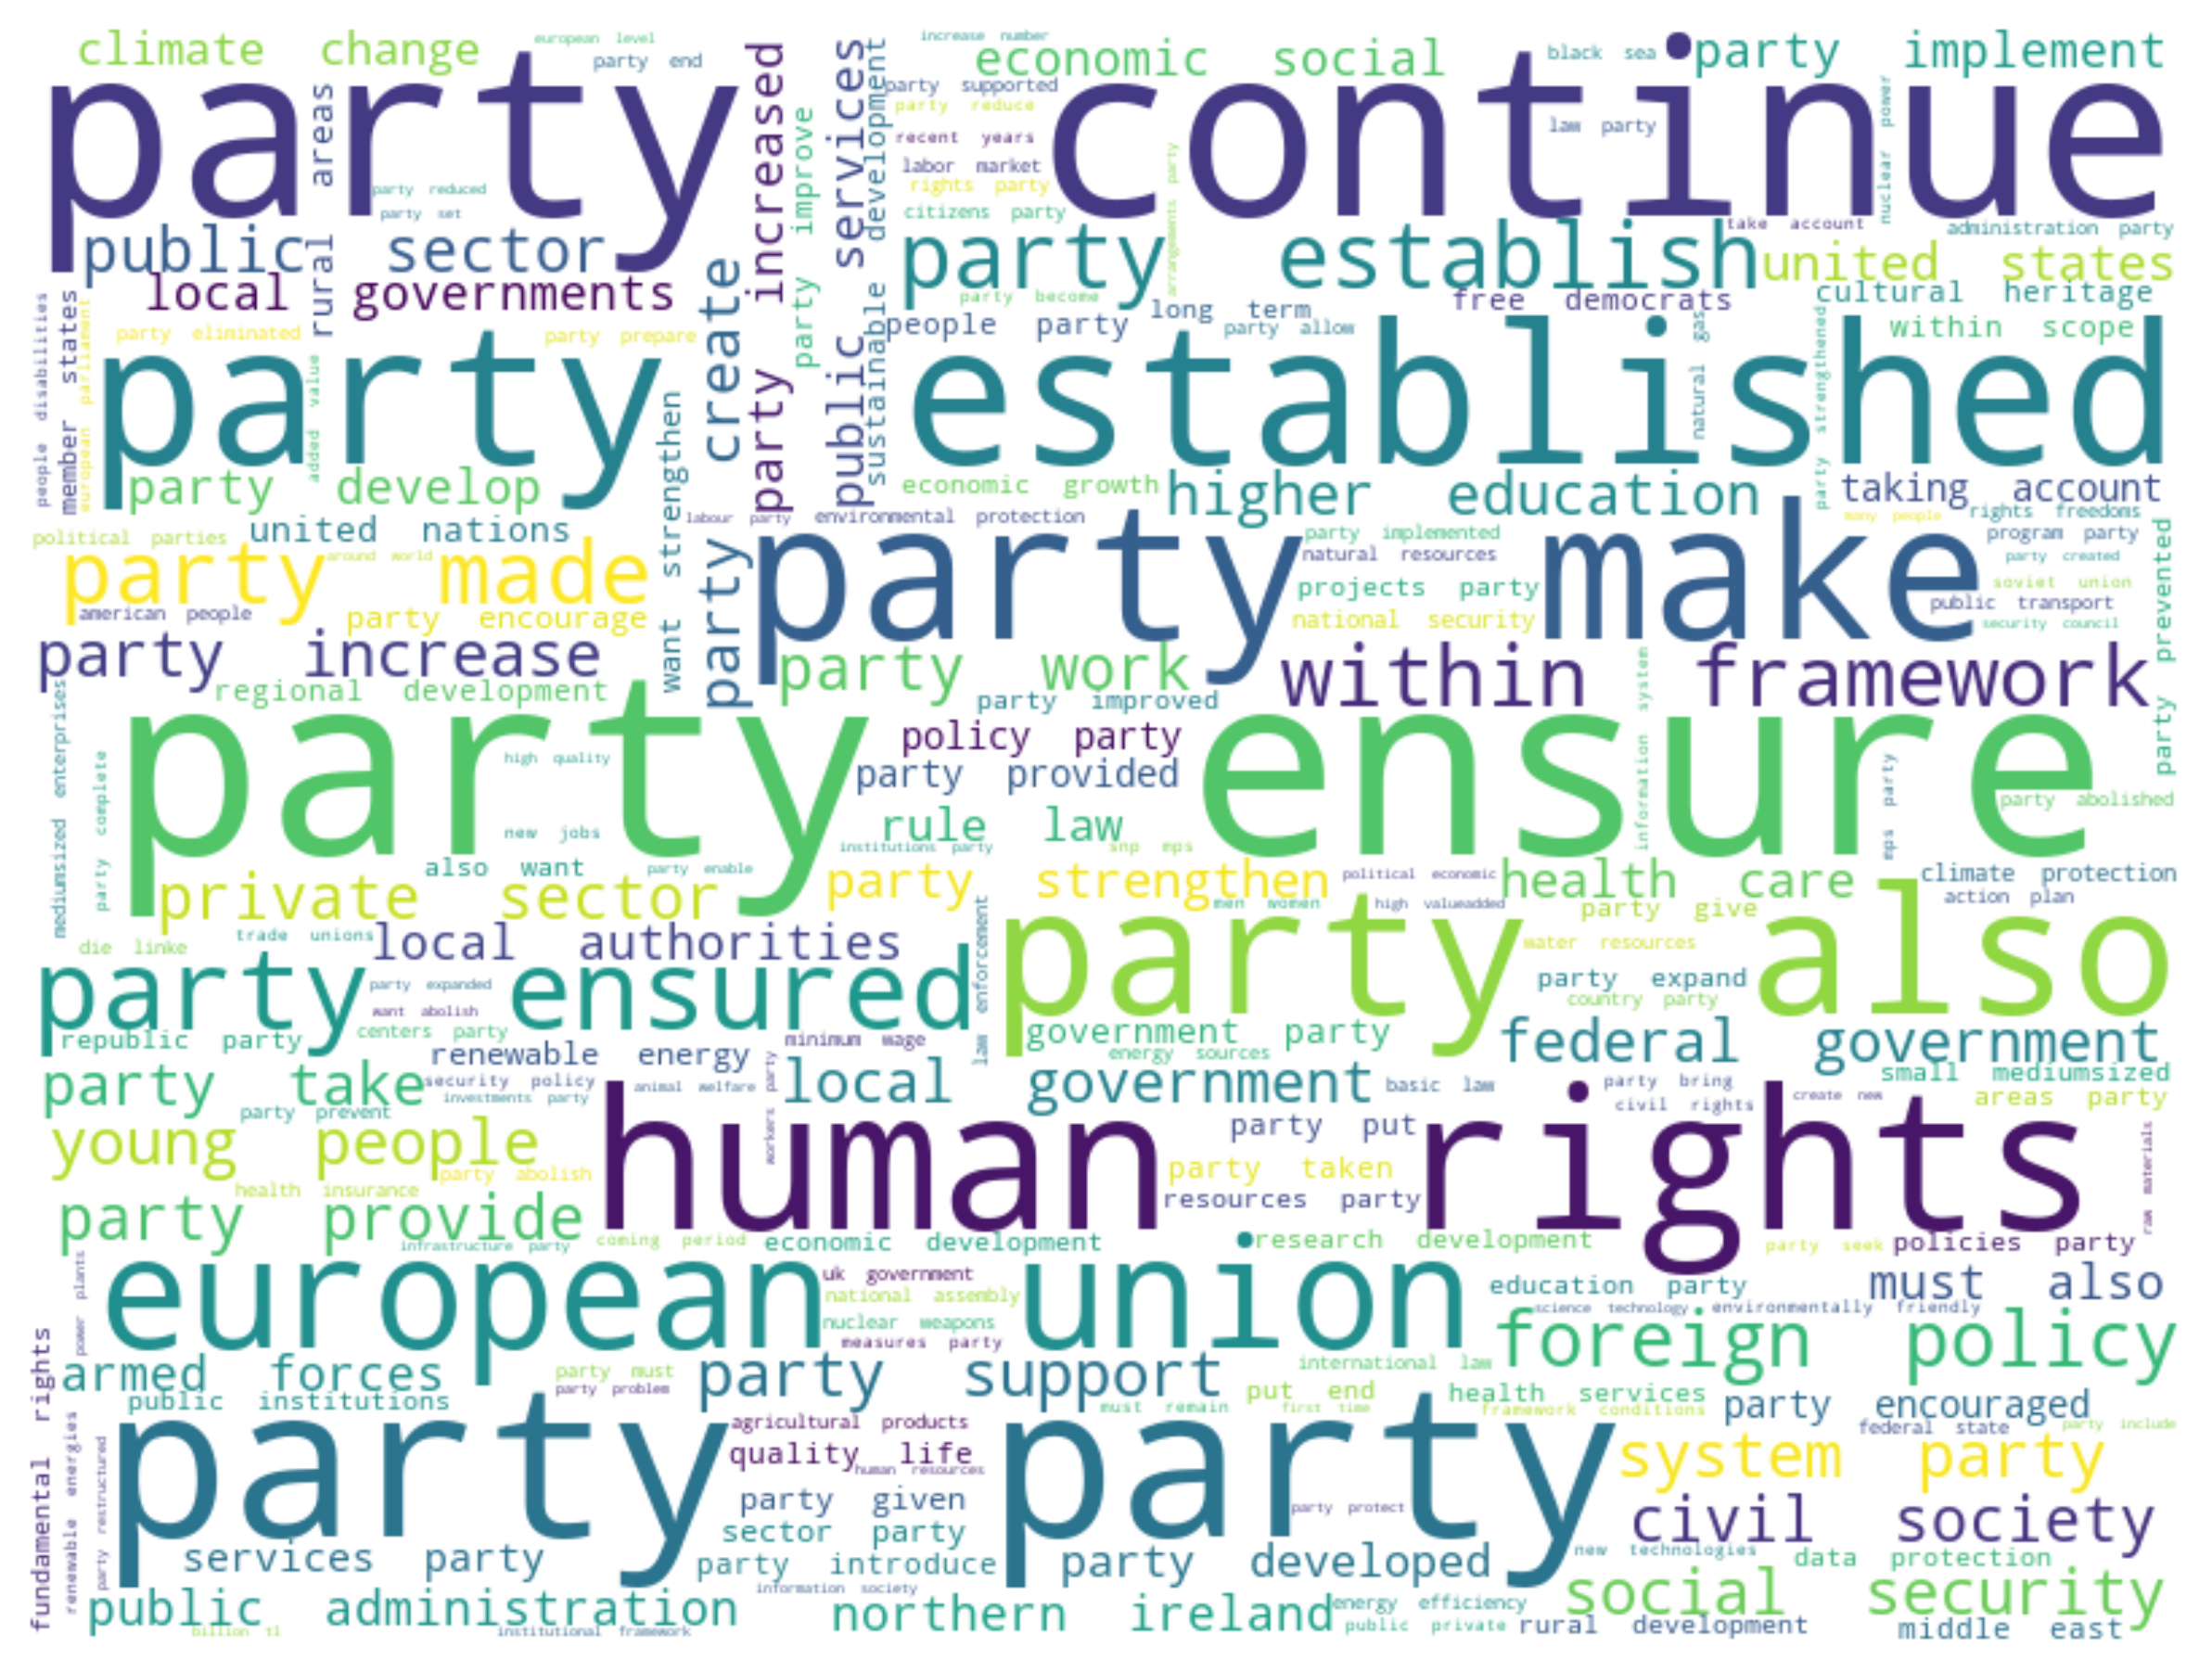 climate change
european level
party end
party continue
areas
rural
party reduced
party set
public sector
local governments
party increased
party improve
public services
sustainable development
increase number
economic social
black sea
party implement
party supported
party reduce
recent years
law party
labor market
rights party
citizens party
arrangements party
nuclear power
take account
administration party
party establish
united states
party become
long term
free democrats
cultural heritage
people party
party allow
within scope
people disabilities
member states
european parliament
party eliminated
party prepare
party established
added value
natural gas
party strengthened
party create
want strengthen
party develop
economic growth
higher education
taking account
united nations
political parties
labour party
environmental protection
many people
rights freedoms
party made
around world
party make
party implemented
natural resources
program party
party created
projects party
soviet union
american people
party encourage
national security
public transport
security council
party prevented
party increase
party work
within framework
regional development
party improved
information system
mediumsized enterprises
party ensure
policy party
high quality
party provided
party complete
mps party
party abolished
new jobs
rule law
institutions party
snp mps
also want
party enable
private sector
party strengthen
political economic
health care
climate protection
men women
high valueadded
action plan
party also
party give
die linke
trade unions
local authorities
law enforcement
water resources
party ensured
party expanded
party expand
country party
want abolish
centers party
republic party
minimum wage
government party
federal government
renewable energy
energy sources
party take
security policy
animal welfare
workers party
local government
basic law
party bring
small mediumsized
investments party
civil rights
create new
areas party
party prevent
human rights
young people
party put
party abolish
party taken
health insurance
resources party
raw materials
party provide
infrastructure party
coming period
economic development
research development
party seek
policies party
power plants
european union
uk government
education party
must also
national assembly
science technology
environmentally friendly
nuclear weapons
measures party
foreign policy
fundamental rights
armed forces
party must
party support
international law
public institutions
party problem
put end
health services
must remain
first time
framework conditions
party encouraged
renewable energies
party restructured
party party
agricultural products
federal state
party include
quality life
human resources
system party
party given
party protect
sector party
civil society
services party
party introduce
party developed
new technologies
data protection
information society
public administration
northern ireland
energy efficiency
social security
billion tl
institutional framework
public private
rural development
middle east